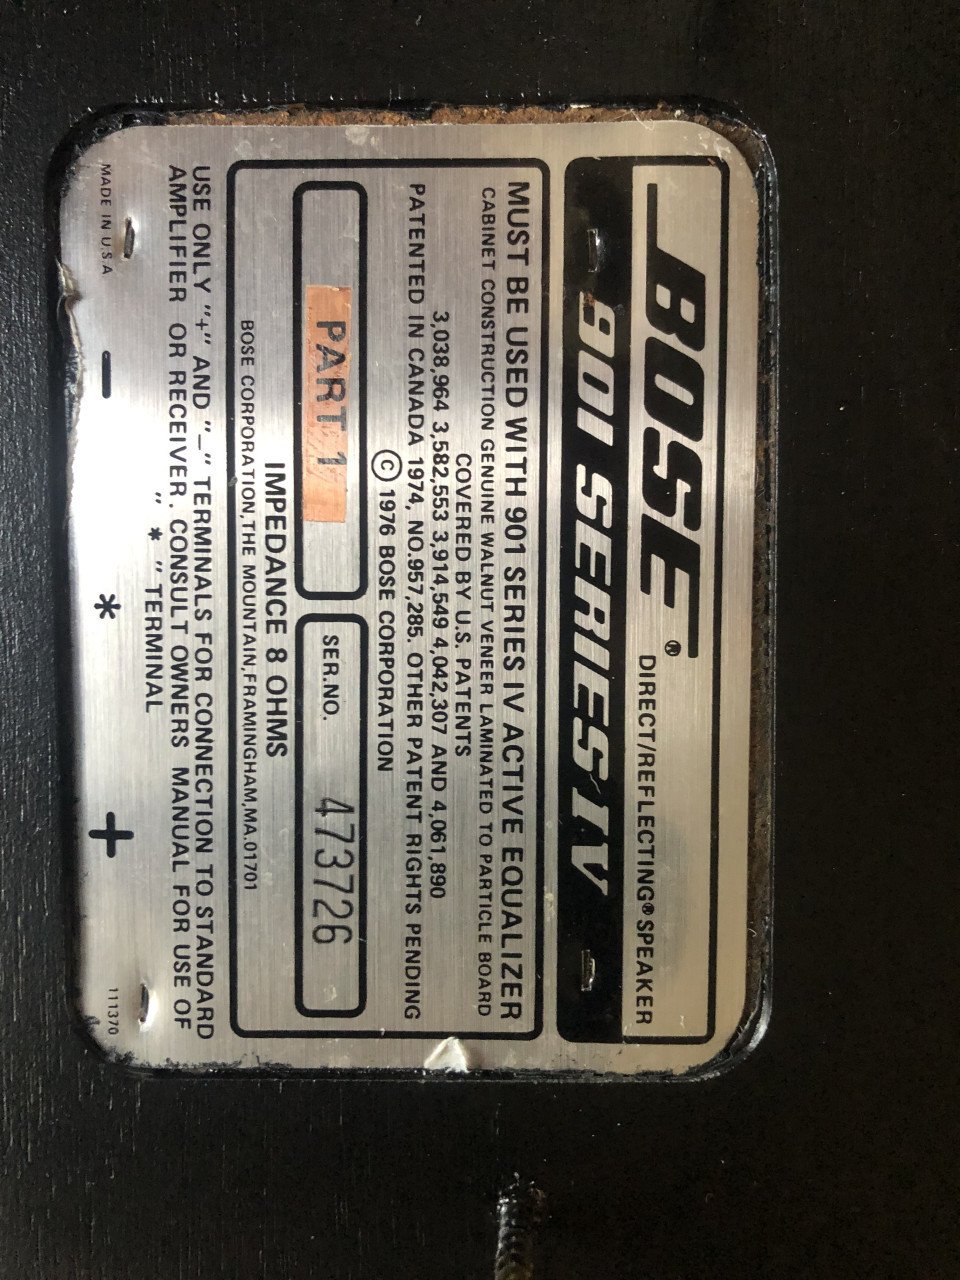 BOSE®
DIRECT/REFLECTING® SPEAKER
901 SERIES IV
MUST BE USED WITH 901 SERIES IV ACTIVE EQUALIZER
CABINET CONSTRUCTION GENUINE WALNUT VENEER LAMINATED TO PARTICLE BOARD
COVERED BY U.S. PATENTS
3,038,964 3,582,553 3,914,549 4,042,307 AND 4,061,890
PATENTED IN CANADA 1974, NO.957,285. OTHER PATENT RIGHTS PENDING
© 1976 BOSE CORPORATION
PART 1
SER.NO. 473726
IMPEDANCE 8 OHMS
BOSE CORPORATION, THE MOUNTAIN, FRAMINGHAM, MA. 01701
USE ONLY "+" AND "–" TERMINALS FOR CONNECTION TO STANDARD
AMPLIFIER OR RECEIVER. CONSULT OWNERS MANUAL FOR USE OF
" * " TERMINAL
– * +
MADE IN U.S.A
111370